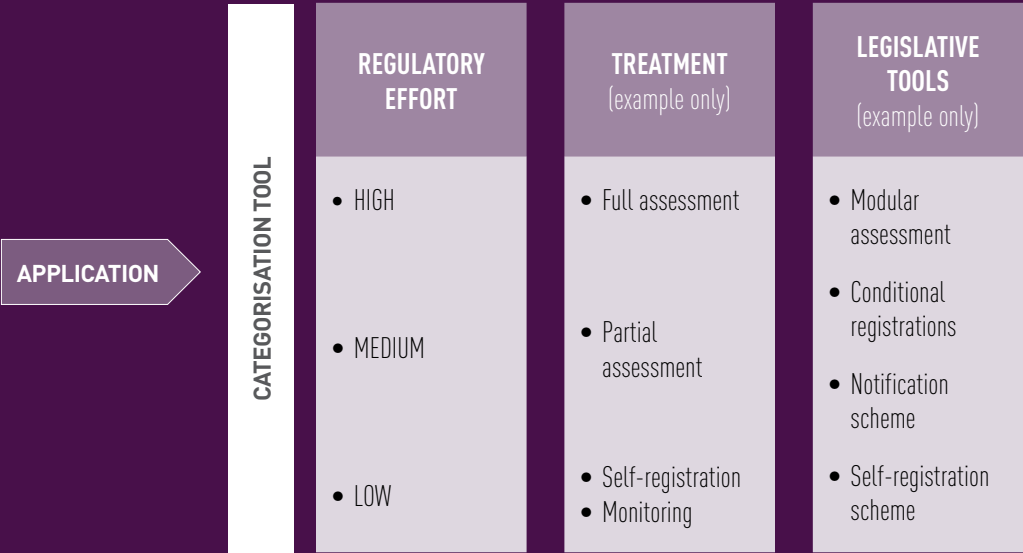 APPLICATION
CATEGORISATION TOOL
REGULATORY
EFFORT
• HIGH
• MEDIUM
• LOW
TREATMENT
(example only)
• Full assessment
• Partial
assessment
• Self-registration
• Monitoring
LEGISLATIVE
TOOLS
(example only)
• Modular
assessment
• Conditional
registrations
• Notification
scheme
• Self-registration
scheme